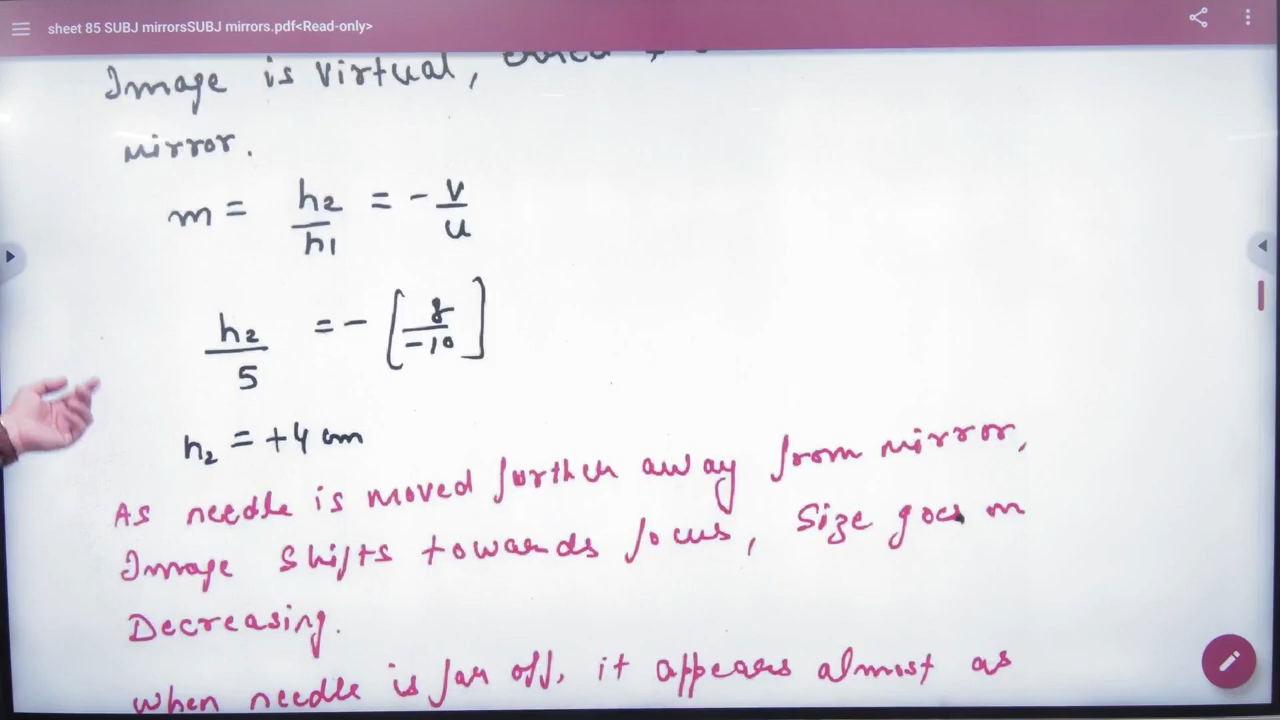 sheet 85 SUBJ mirrorsSUBJ mirrors.pdf<Read-only>
Image is virtual,
mirror.
m = h2/h1 = - v/u
h2/5 = - [8/-10]
h2 = +4 cm
As needle is moved further away from mirror,
Image shifts towards focus, size goes on
Decreasing.
when needle is far off, it appears almost as